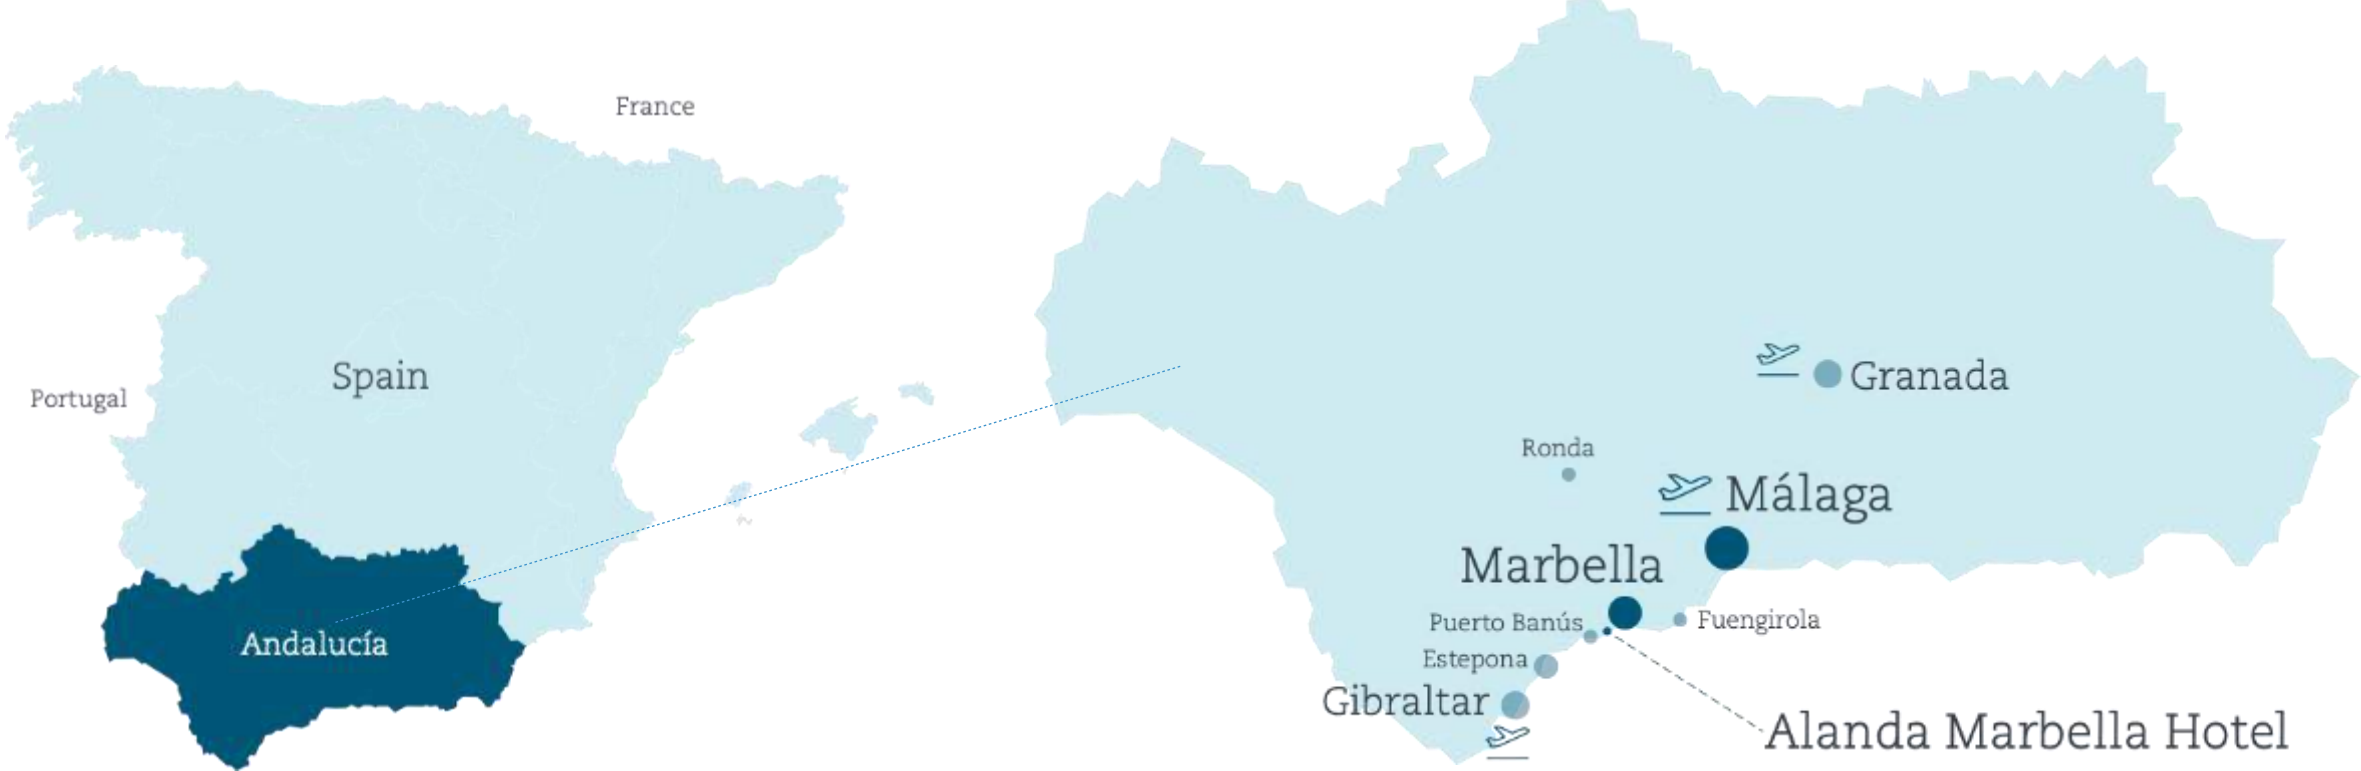 France
Spain
Portugal
Andalucía
Granada
Ronda
Málaga
Marbella
Puerto Banús
Fuengirola
Estepona
Gibraltar
Alanda Marbella Hotel